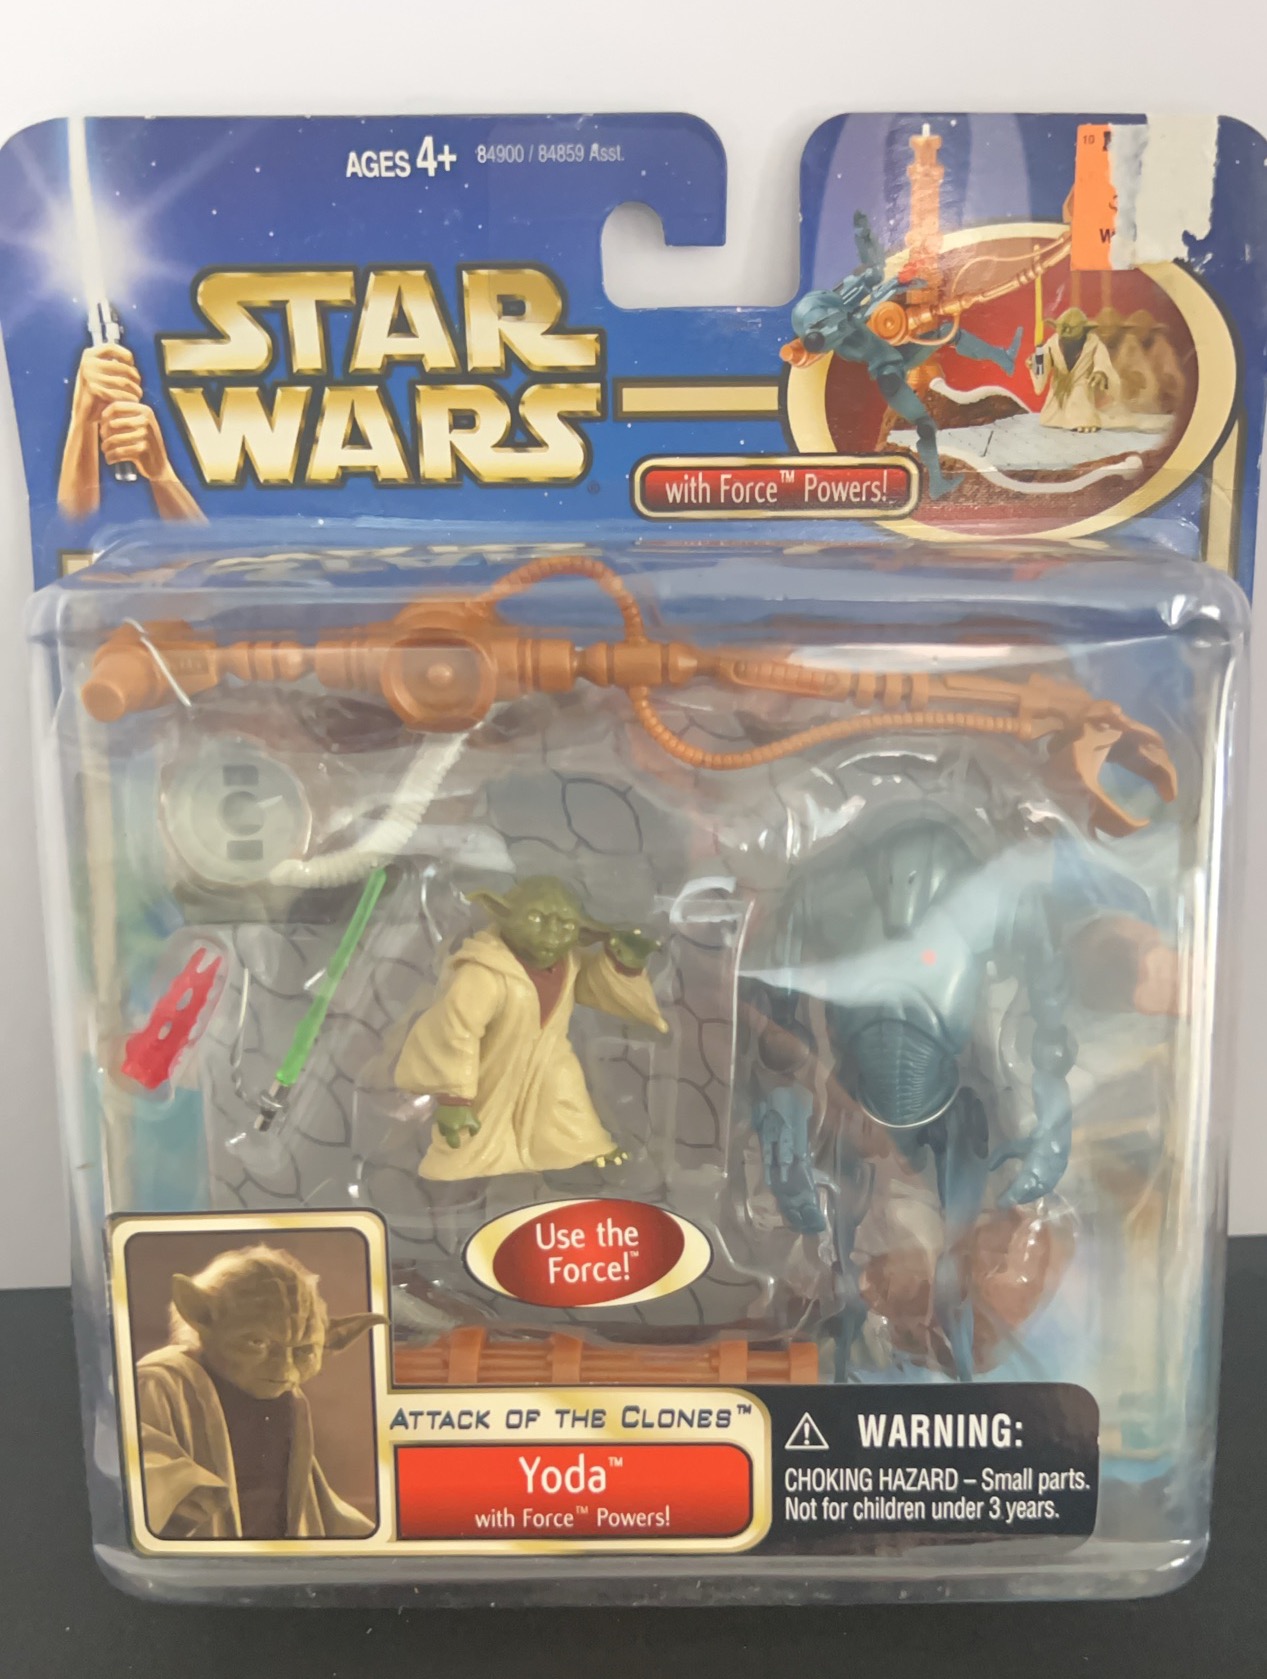 AGES 4+ 84900 / 84859 Asst.
STAR
WARS
with Force™ Powers!
Use the
Force!™
ATTACK OF THE CLONES™
Yoda™
with Force™ Powers!
WARNING:
CHOKING HAZARD – Small parts.
Not for children under 3 years.